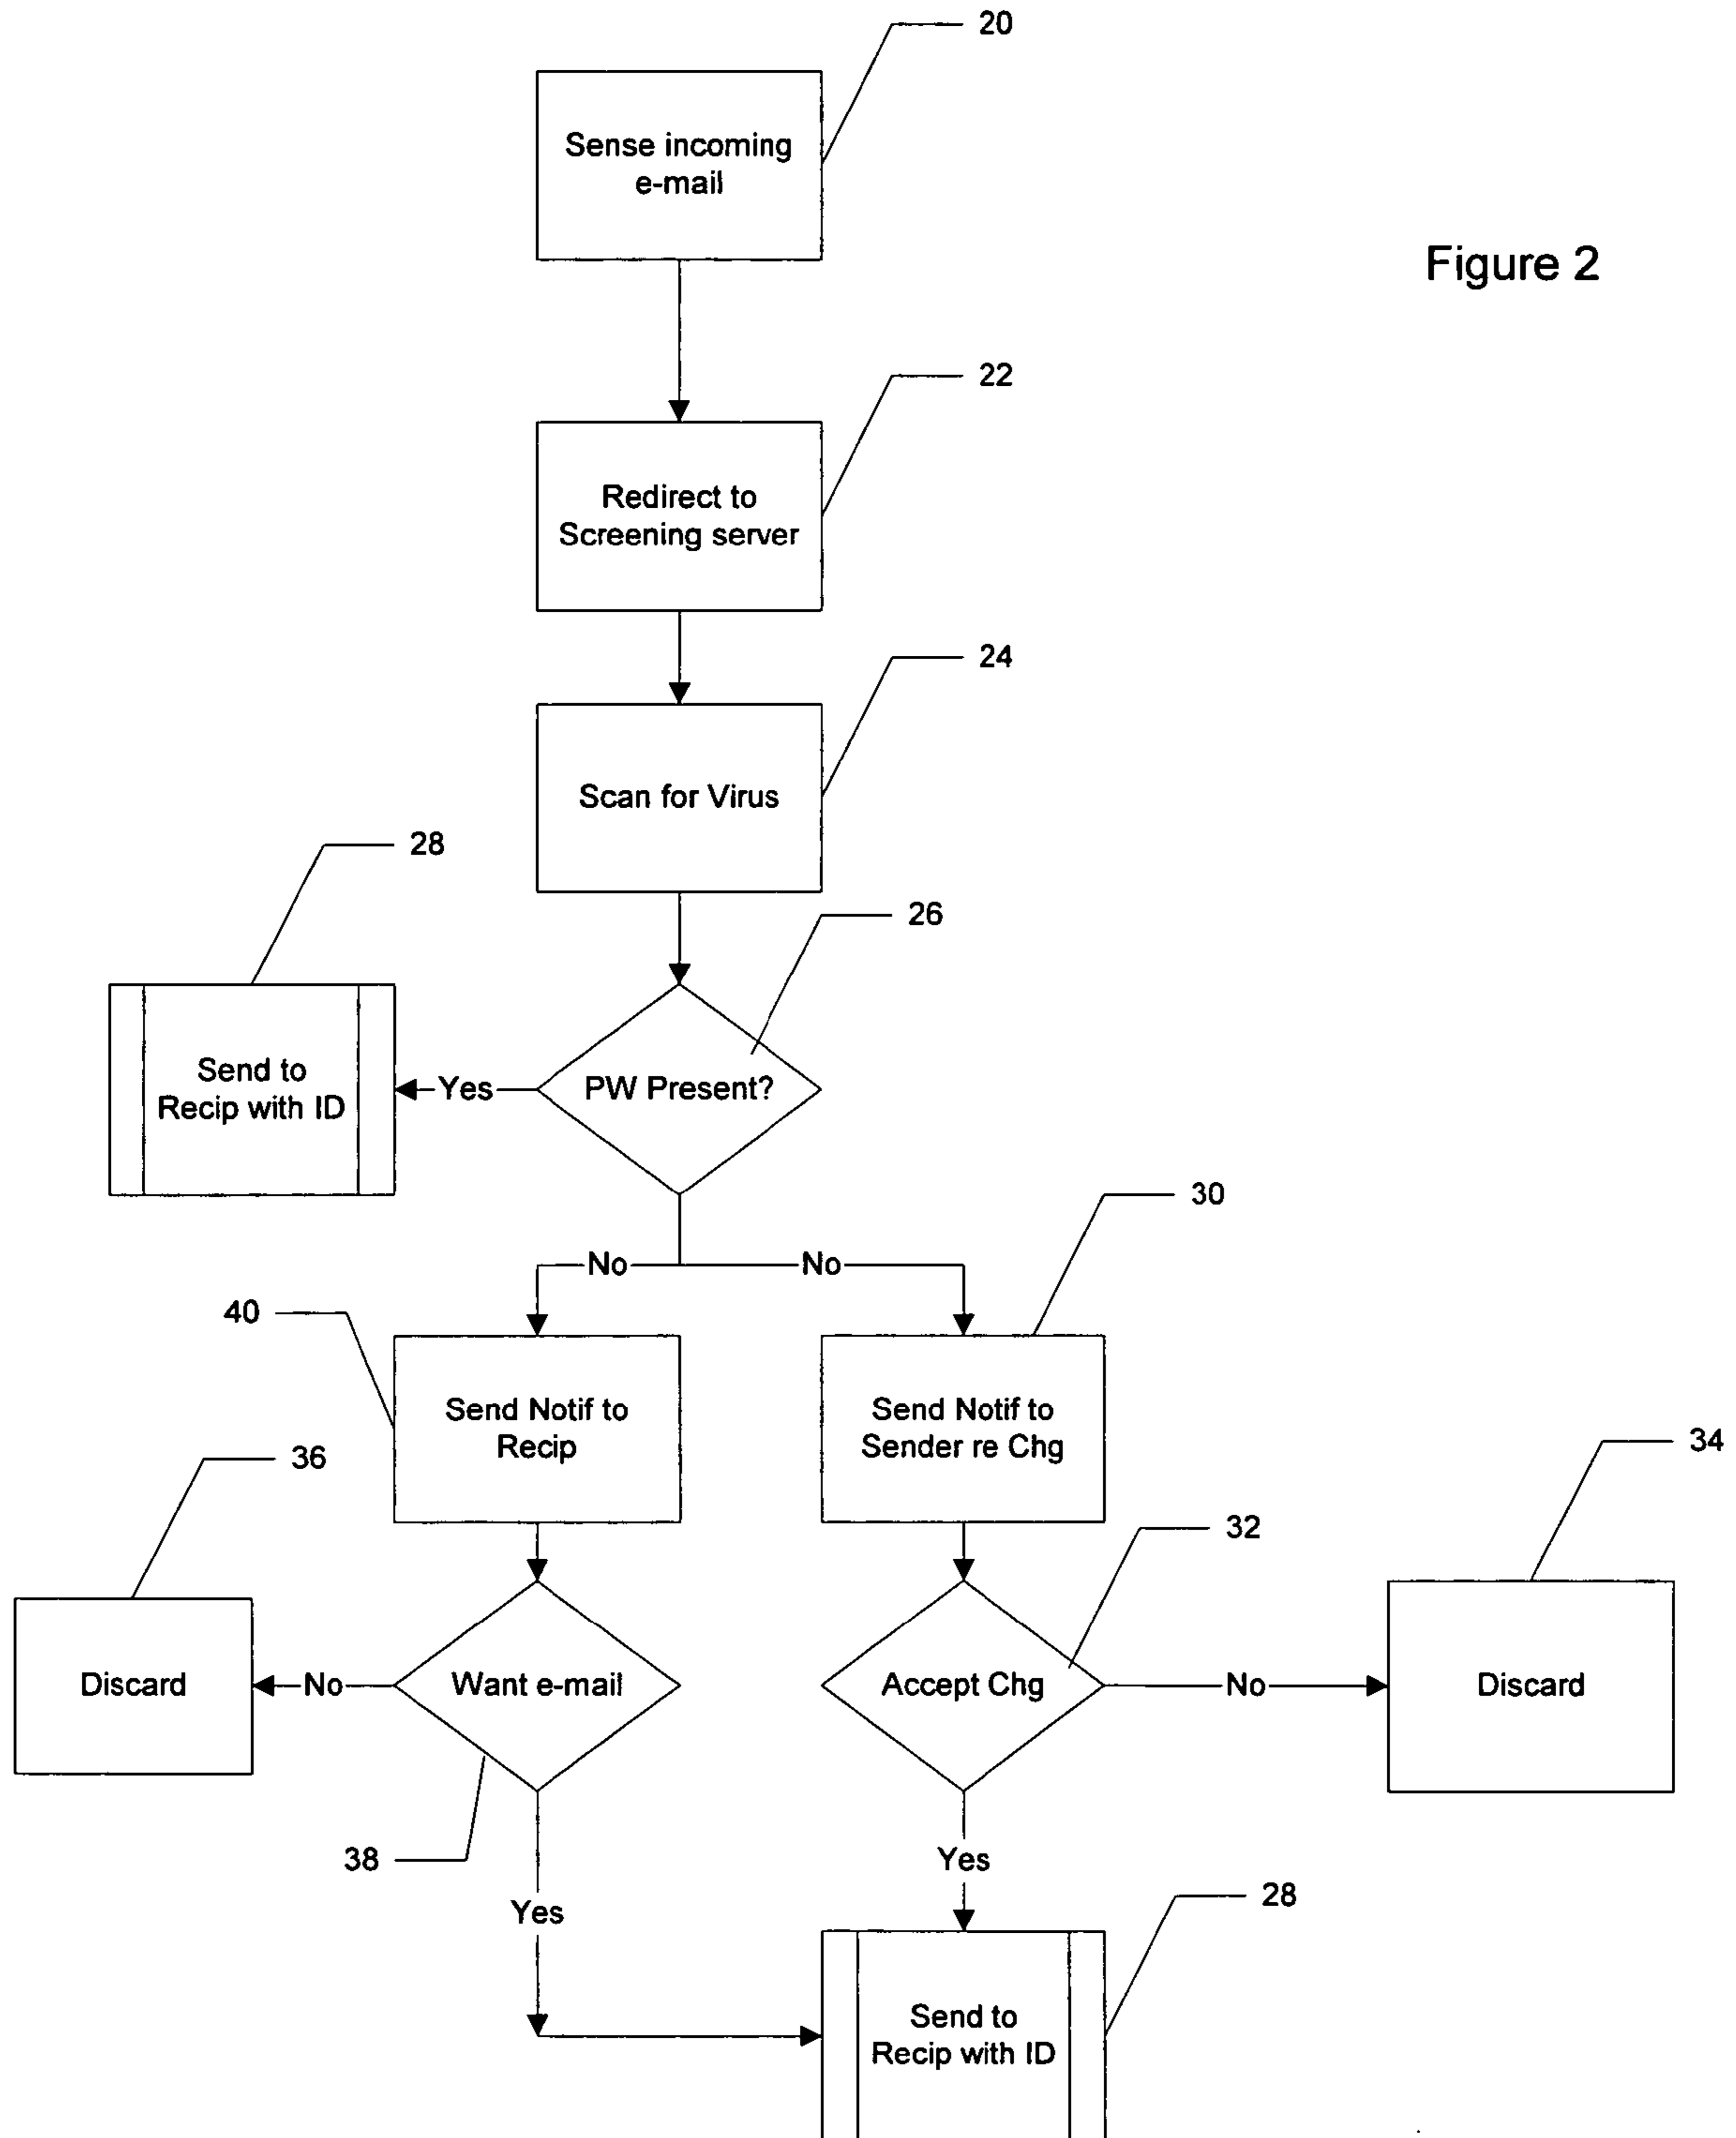 20
Sense incoming
e-mail
Figure 2
22
Redirect to
Screening server
24
Scan for Virus
28
26
Send to
Recip with ID
Yes
PW Present?
30
No
No
40
Send Notif to
Recip
Send Notif to
Sender re Chg
36
34
32
Discard
No
Want e-mail
Accept Chg
No
Discard
38
Yes
Yes
28
Send to
Recip with ID